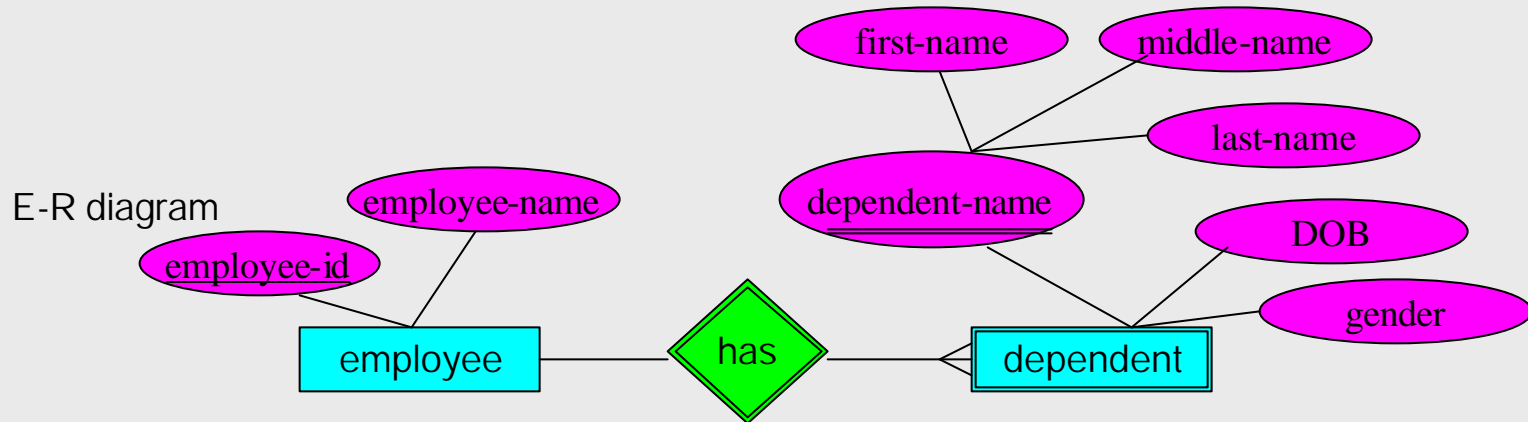 first-name
middle-name
last-name
E-R diagram
employee-name
dependent-name
employee-id
DOB
gender
employee
has
dependent